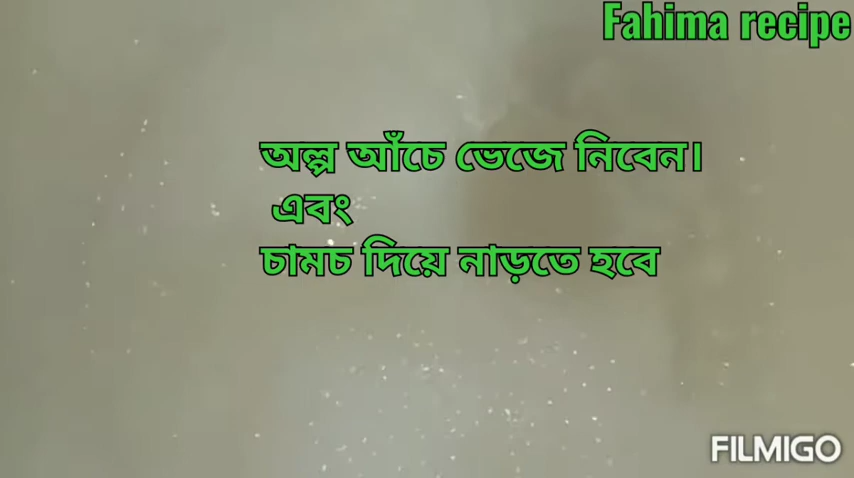 Fahima recipe
অল্প আঁচে ভেজে নিবেন।
এবং
চামচ দিয়ে নাড়তে হবে
FILMIGO